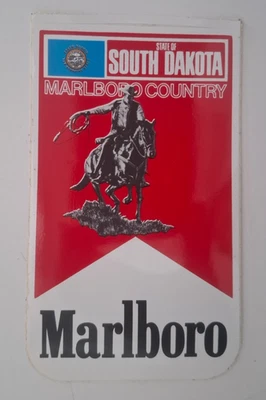 STATE OF
SOUTH DAKOTA
MARLBORO COUNTRY
Marlboro